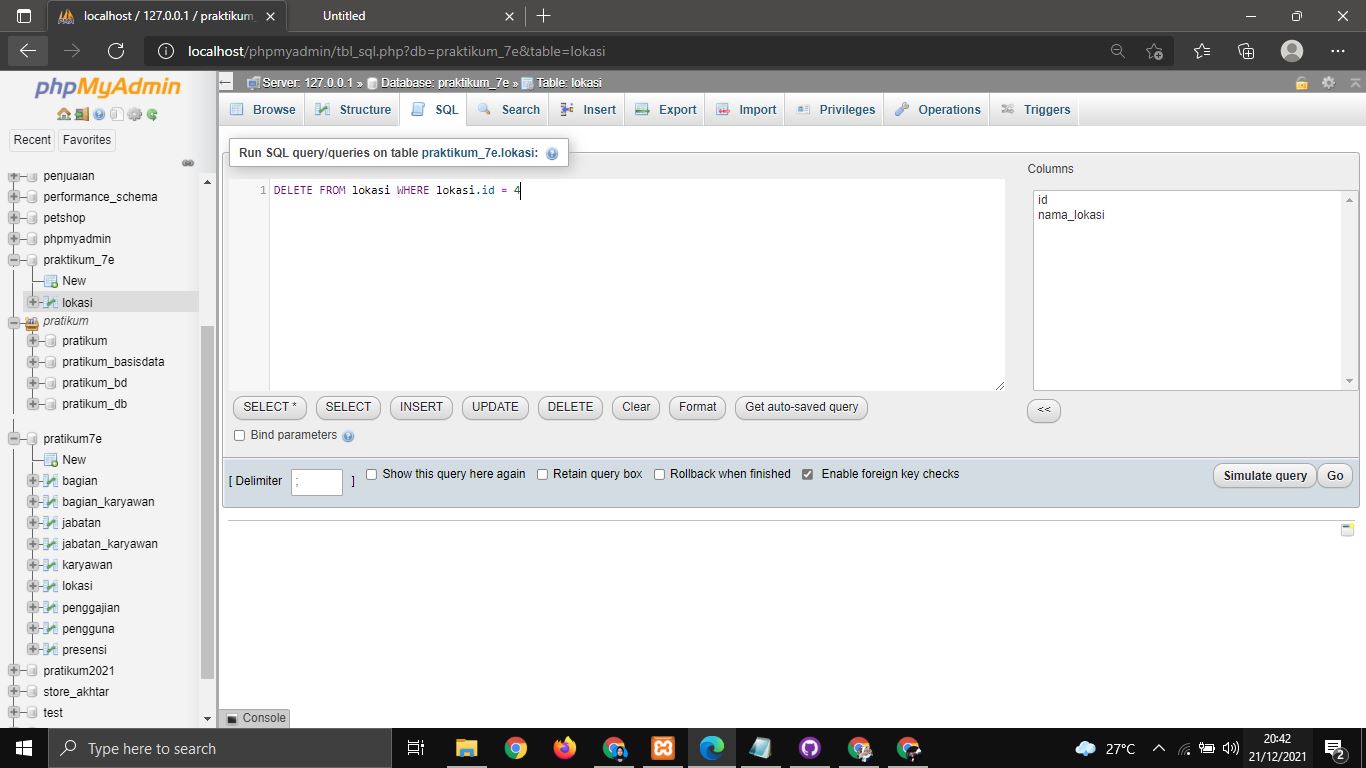 localhost / 127.0.0.1 / praktikum_
Untitled
localhost/phpmyadmin/tbl_sql.php?db=praktikum_7e&table=lokasi
phpMyAdmin
Recent Favorites
penjualan
performance_schema
petshop
phpmyadmin
praktikum_7e
New
lokasi
pratikum
pratikum
pratikum_basisdata
pratikum_bd
pratikum_db
pratikum7e
New
bagian
bagian_karyawan
jabatan
jabatan_karyawan
karyawan
lokasi
penggajian
pengguna
presensi
pratikum2021
store_akhtar
test
Server: 127.0.0.1 » Database: praktikum_7e » Table: lokasi
Browse Structure SQL Search Insert Export Import Privileges Operations Triggers
Run SQL query/queries on table praktikum_7e.lokasi:
1 DELETE FROM lokasi WHERE lokasi.id = 4
Columns
id
nama_lokasi
SELECT * SELECT INSERT UPDATE DELETE Clear Format Get auto-saved query
<<
Bind parameters
[ Delimiter ; ] Show this query here again Retain query box Rollback when finished Enable foreign key checks
Simulate query Go
Console
Type here to search
27°C
20:42
21/12/2021
2